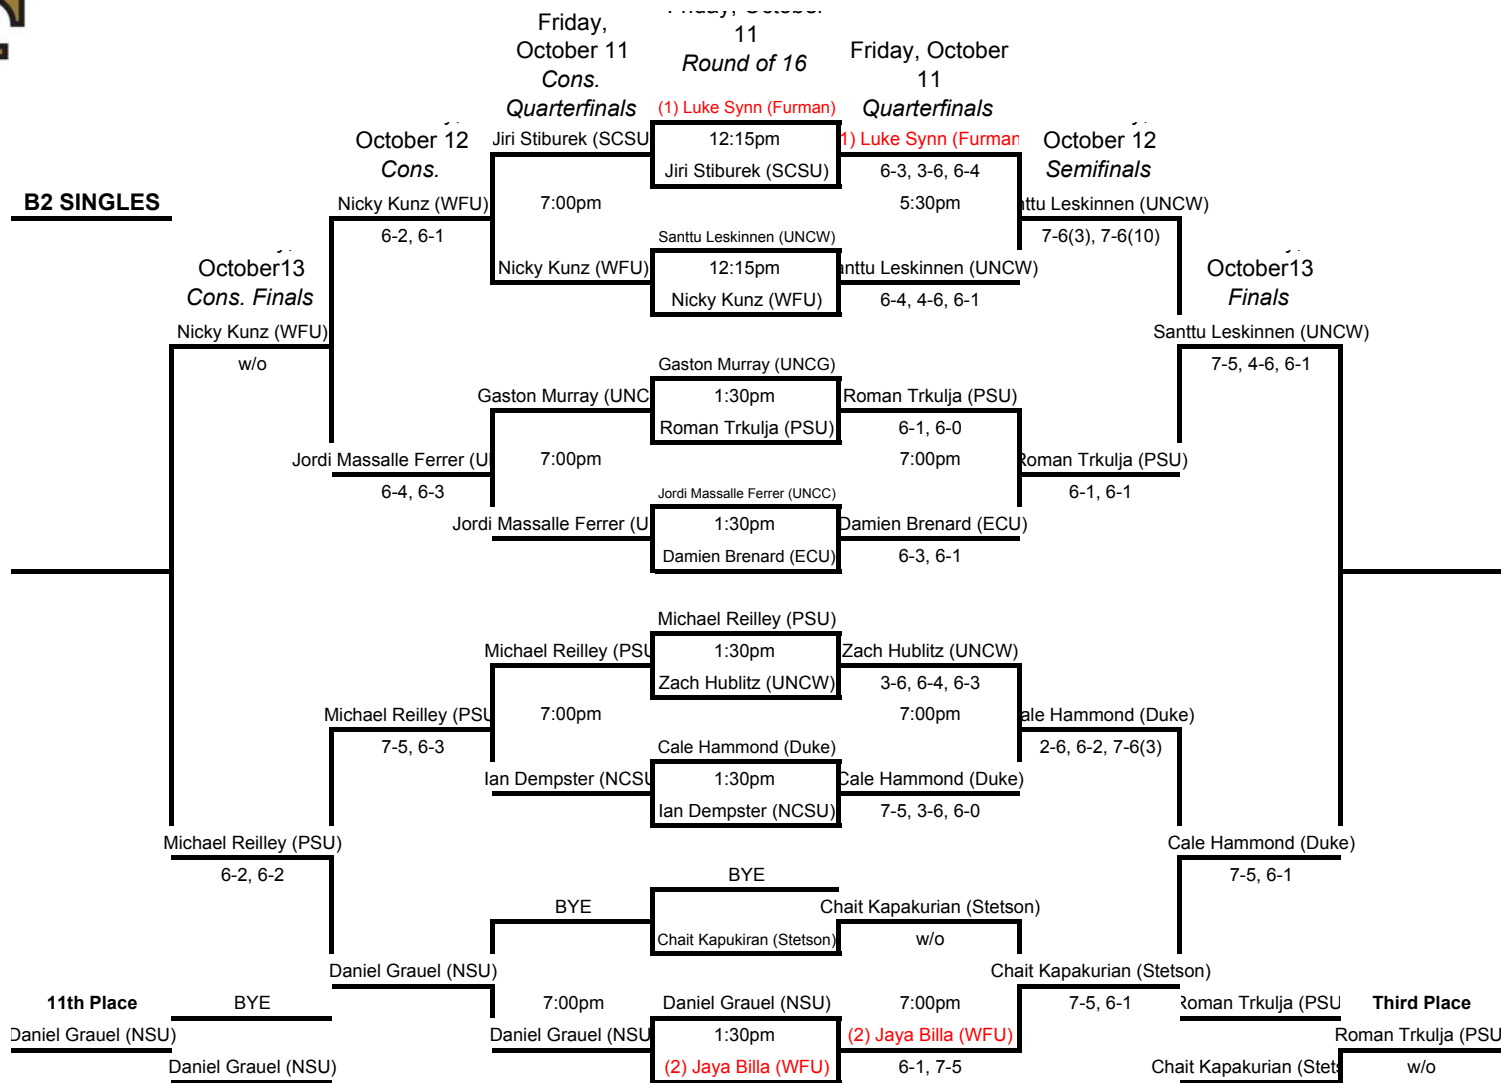 Friday,
October 11
Cons.
Quarterfinals
Friday, October
11
Round of 16
Friday, October
11
Quarterfinals
(1) Luke Synn (Furman)
October 12
Cons.
Jiri Stiburek (SCSU
12:15pm
1) Luke Synn (Furman
October 12
Semifinals
Jiri Stiburek (SCSU)
6-3, 3-6, 6-4
B2 SINGLES
Nicky Kunz (WFU)
7:00pm
5:30pm
ttu Leskinnen (UNCW)
6-2, 6-1
Santtu Leskinnen (UNCW)
7-6(3), 7-6(10)
October13
Cons. Finals
Nicky Kunz (WFU)
12:15pm
anttu Leskinnen (UNCW)
October13
Finals
Nicky Kunz (WFU)
6-4, 4-6, 6-1
Nicky Kunz (WFU)
Santtu Leskinnen (UNCW)
w/o
Gaston Murray (UNCG)
7-5, 4-6, 6-1
Gaston Murray (UNC
1:30pm
Roman Trkulja (PSU)
Roman Trkulja (PSU)
6-1, 6-0
Jordi Massalle Ferrer (U
7:00pm
7:00pm
Roman Trkulja (PSU)
6-4, 6-3
Jordi Massalle Ferrer (UNCC)
6-1, 6-1
Jordi Massalle Ferrer (U
1:30pm
Damien Brenard (ECU)
Damien Brenard (ECU)
6-3, 6-1
Michael Reilley (PSU)
Michael Reilley (PSU
1:30pm
Zach Hublitz (UNCW)
Zach Hublitz (UNCW)
3-6, 6-4, 6-3
Michael Reilley (PSU
7:00pm
7:00pm
ale Hammond (Duke)
7-5, 6-3
Cale Hammond (Duke)
2-6, 6-2, 7-6(3)
Ian Dempster (NCSU
1:30pm
Cale Hammond (Duke)
Ian Dempster (NCSU)
7-5, 3-6, 6-0
Michael Reilley (PSU)
Cale Hammond (Duke)
6-2, 6-2
BYE
7-5, 6-1
BYE
Chait Kapakurian (Stetson)
Chait Kapukiran (Stetson)
w/o
Daniel Grauel (NSU)
Chait Kapakurian (Stetson)
11th Place
BYE
7:00pm
Daniel Grauel (NSU)
7:00pm
7-5, 6-1
Roman Trkulja (PSU
Third Place
Daniel Grauel (NSU)
Daniel Grauel (NSU
1:30pm
(2) Jaya Billa (WFU)
Roman Trkulja (PSU
Daniel Grauel (NSU)
(2) Jaya Billa (WFU)
6-1, 7-5
Chait Kapakurian (Stets
w/o